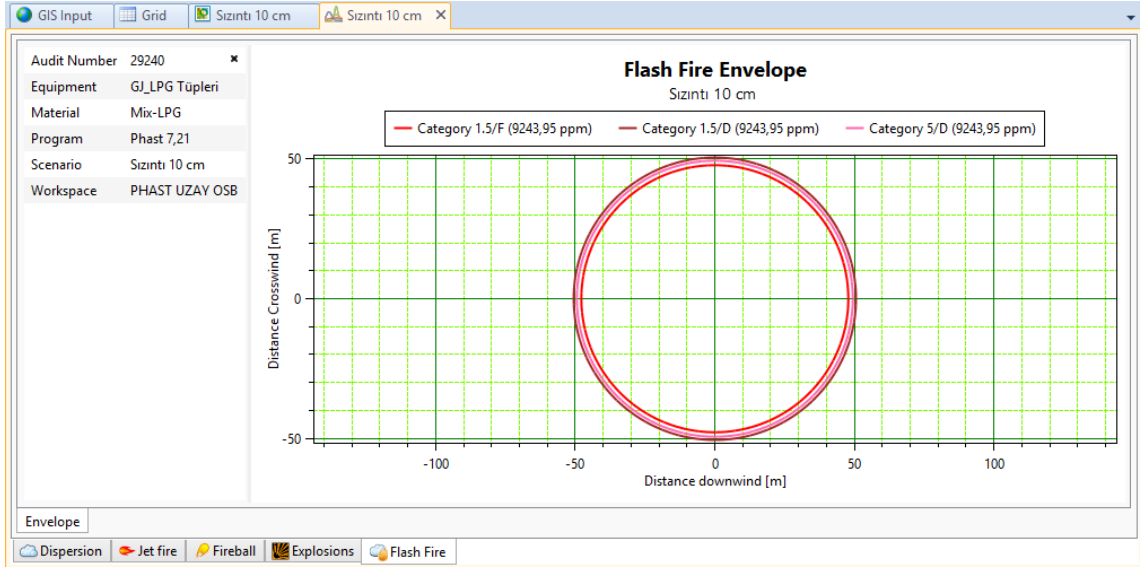 GIS Input Grid Sızıntı 10 cm Sızıntı 10 cm
Audit Number 29240
Equipment GJ_LPG Tüpleri
Material Mix-LPG
Program Phast 7,21
Scenario Sızıntı 10 cm
Workspace PHAST UZAY OSB
Flash Fire Envelope
Sızıntı 10 cm
Category 1.5/F (9243,95 ppm) Category 1.5/D (9243,95 ppm) Category 5/D (9243,95 ppm)
Distance Crosswind [m]
50
0
-50
-100 -50 0 50 100
Distance downwind [m]
Envelope
Dispersion Jet fire Fireball Explosions Flash Fire